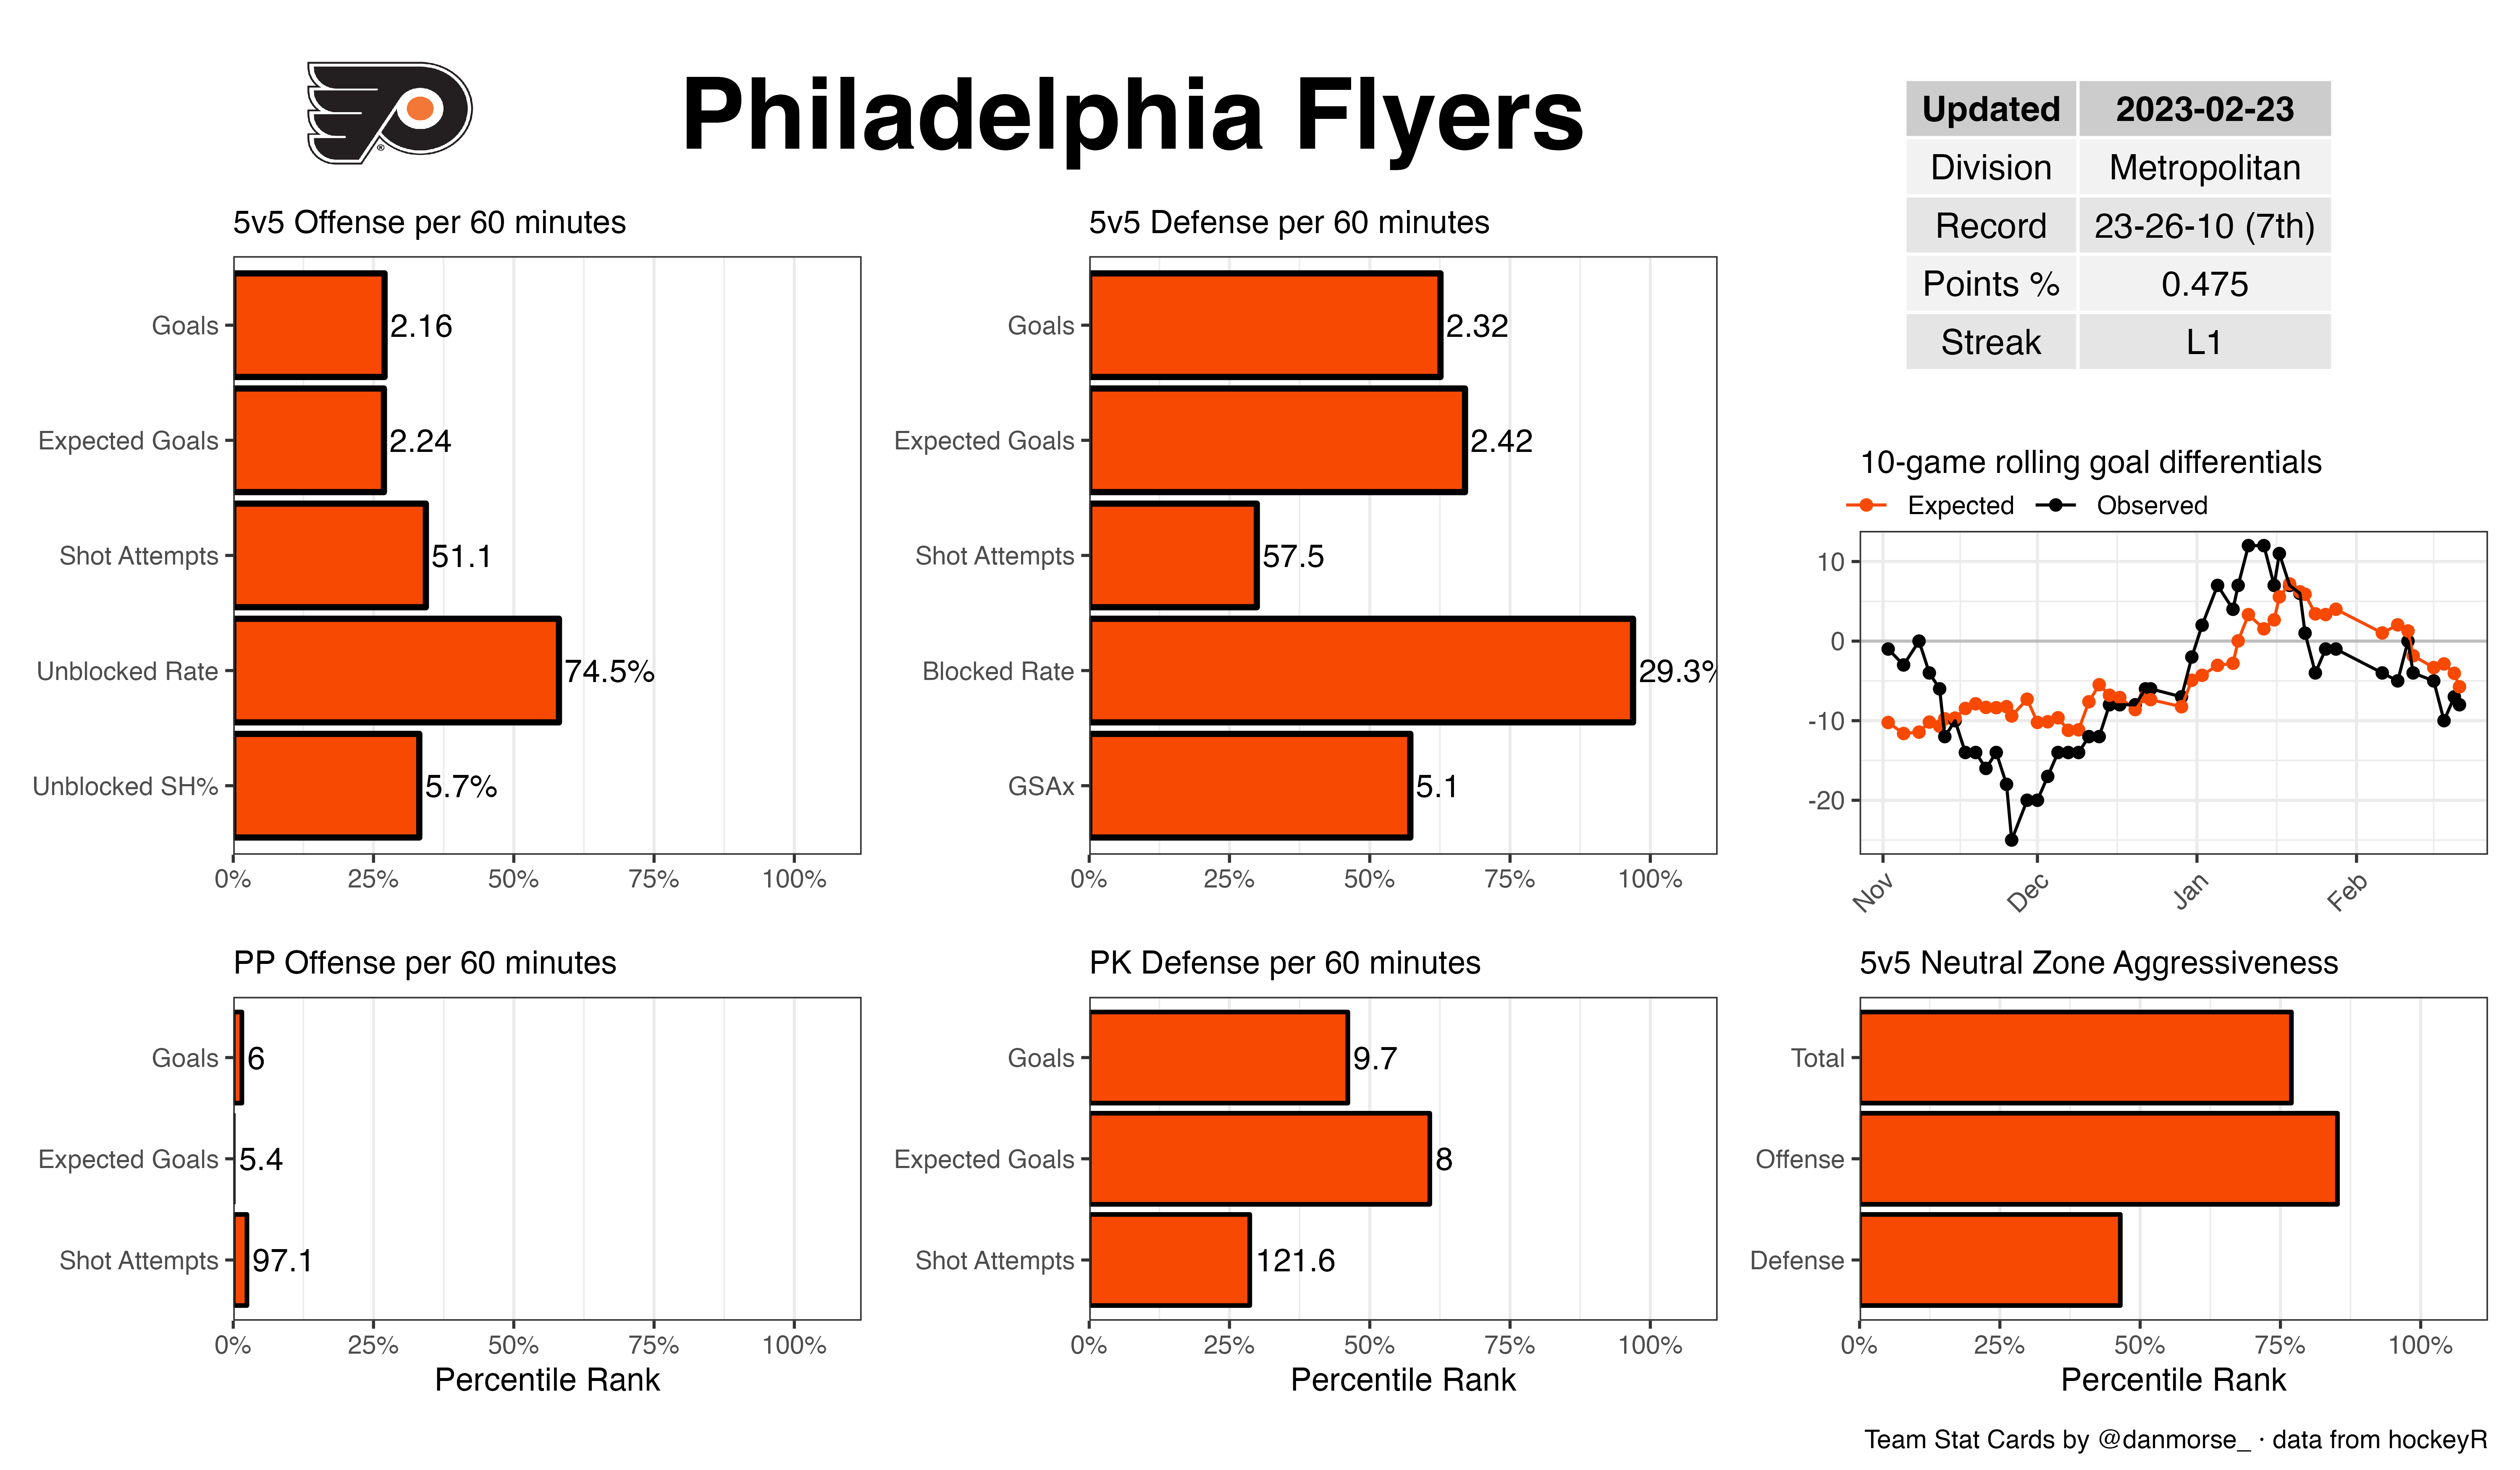 Philadelphia Flyers
Updated 2023-02-23
Division Metropolitan
Record 23-26-10 (7th)
Points % 0.475
Streak L1
5v5 Offense per 60 minutes
Goals 2.16
Expected Goals 2.24
Shot Attempts 51.1
Unblocked Rate 74.5%
Unblocked SH% 5.7%
0% 25% 50% 75% 100%
5v5 Defense per 60 minutes
Goals 2.32
Expected Goals 2.42
Shot Attempts 57.5
Blocked Rate 29.3%
GSAx 5.1
0% 25% 50% 75% 100%
10-game rolling goal differentials
Expected Observed
10
0
-10
-20
Nov Dec Jan Feb
PP Offense per 60 minutes
Goals 6
Expected Goals 5.4
Shot Attempts 97.1
0% 25% 50% 75% 100%
Percentile Rank
PK Defense per 60 minutes
Goals 9.7
Expected Goals 8
Shot Attempts 121.6
0% 25% 50% 75% 100%
Percentile Rank
5v5 Neutral Zone Aggressiveness
Total
Offense
Defense
0% 25% 50% 75% 100%
Percentile Rank
Team Stat Cards by @danmorse_ · data from hockeyR